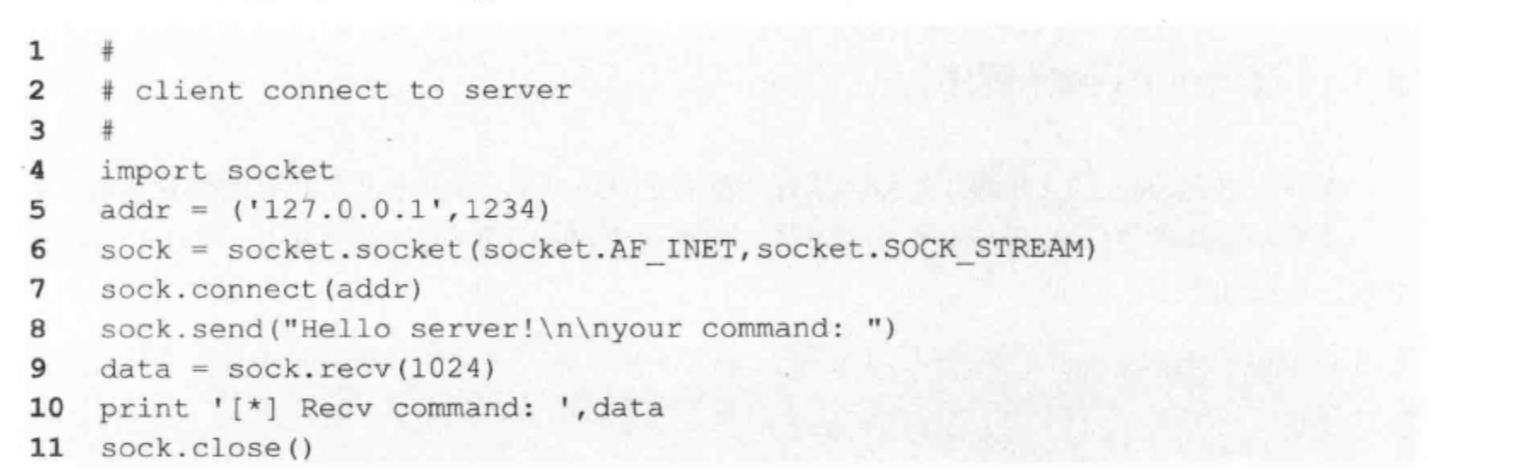 1 #
2 # client connect to server
3 #
4 import socket
5 addr = ('127.0.0.1',1234)
6 sock = socket.socket(socket.AF_INET,socket.SOCK_STREAM)
7 sock.connect(addr)
8 sock.send("Hello server!\n\nyour command: ")
9 data = sock.recv(1024)
10 print '[*] Recv command: ',data
11 sock.close()